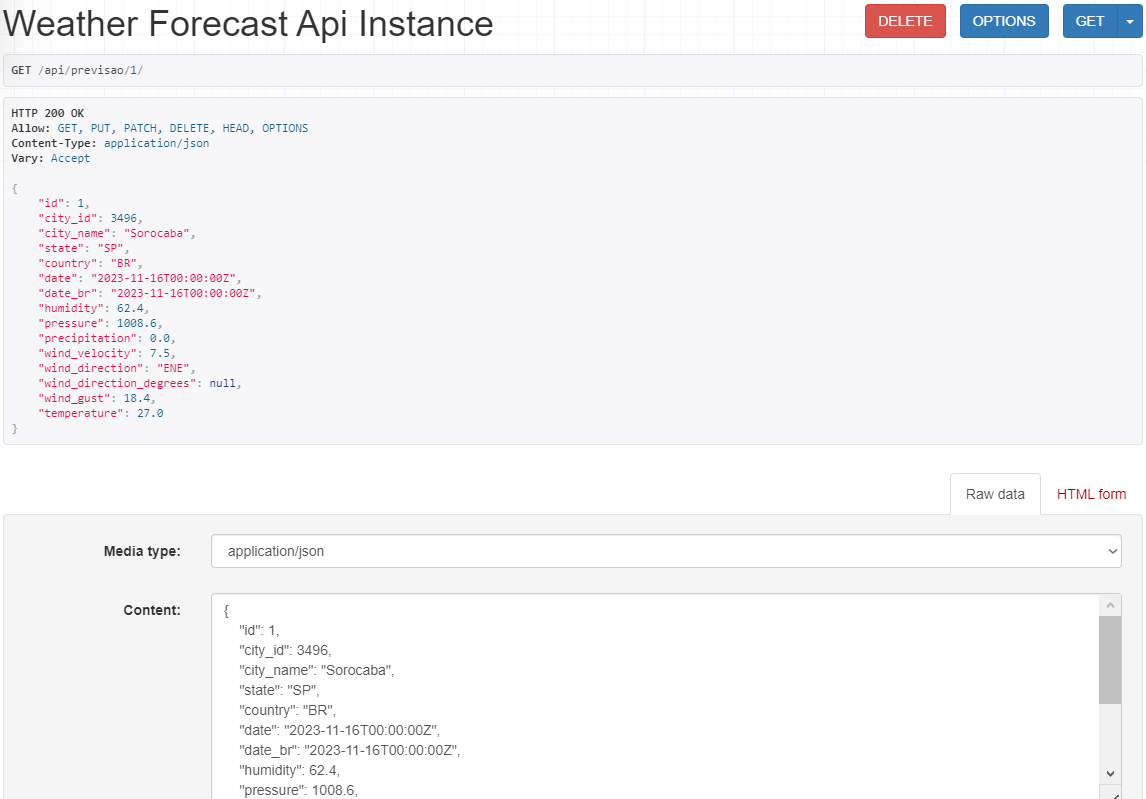 Weather Forecast Api Instance
DELETE
OPTIONS
GET
GET /api/previsao/1/
HTTP 200 OK
Allow: GET, PUT, PATCH, DELETE, HEAD, OPTIONS
Content-Type: application/json
Vary: Accept
{
    "id": 1,
    "city_id": 3496,
    "city_name": "Sorocaba",
    "state": "SP",
    "country": "BR",
    "date": "2023-11-16T00:00:00Z",
    "date_br": "2023-11-16T00:00:00Z",
    "humidity": 62.4,
    "pressure": 1008.6,
    "precipitation": 0.0,
    "wind_velocity": 7.5,
    "wind_direction": "ENE",
    "wind_direction_degrees": null,
    "wind_gust": 18.4,
    "temperature": 27.0
}
Raw data
HTML form
Media type:
application/json
Content:
{
    "id": 1,
    "city_id": 3496,
    "city_name": "Sorocaba",
    "state": "SP",
    "country": "BR",
    "date": "2023-11-16T00:00:00Z",
    "date_br": "2023-11-16T00:00:00Z",
    "humidity": 62.4,
    "pressure": 1008.6,